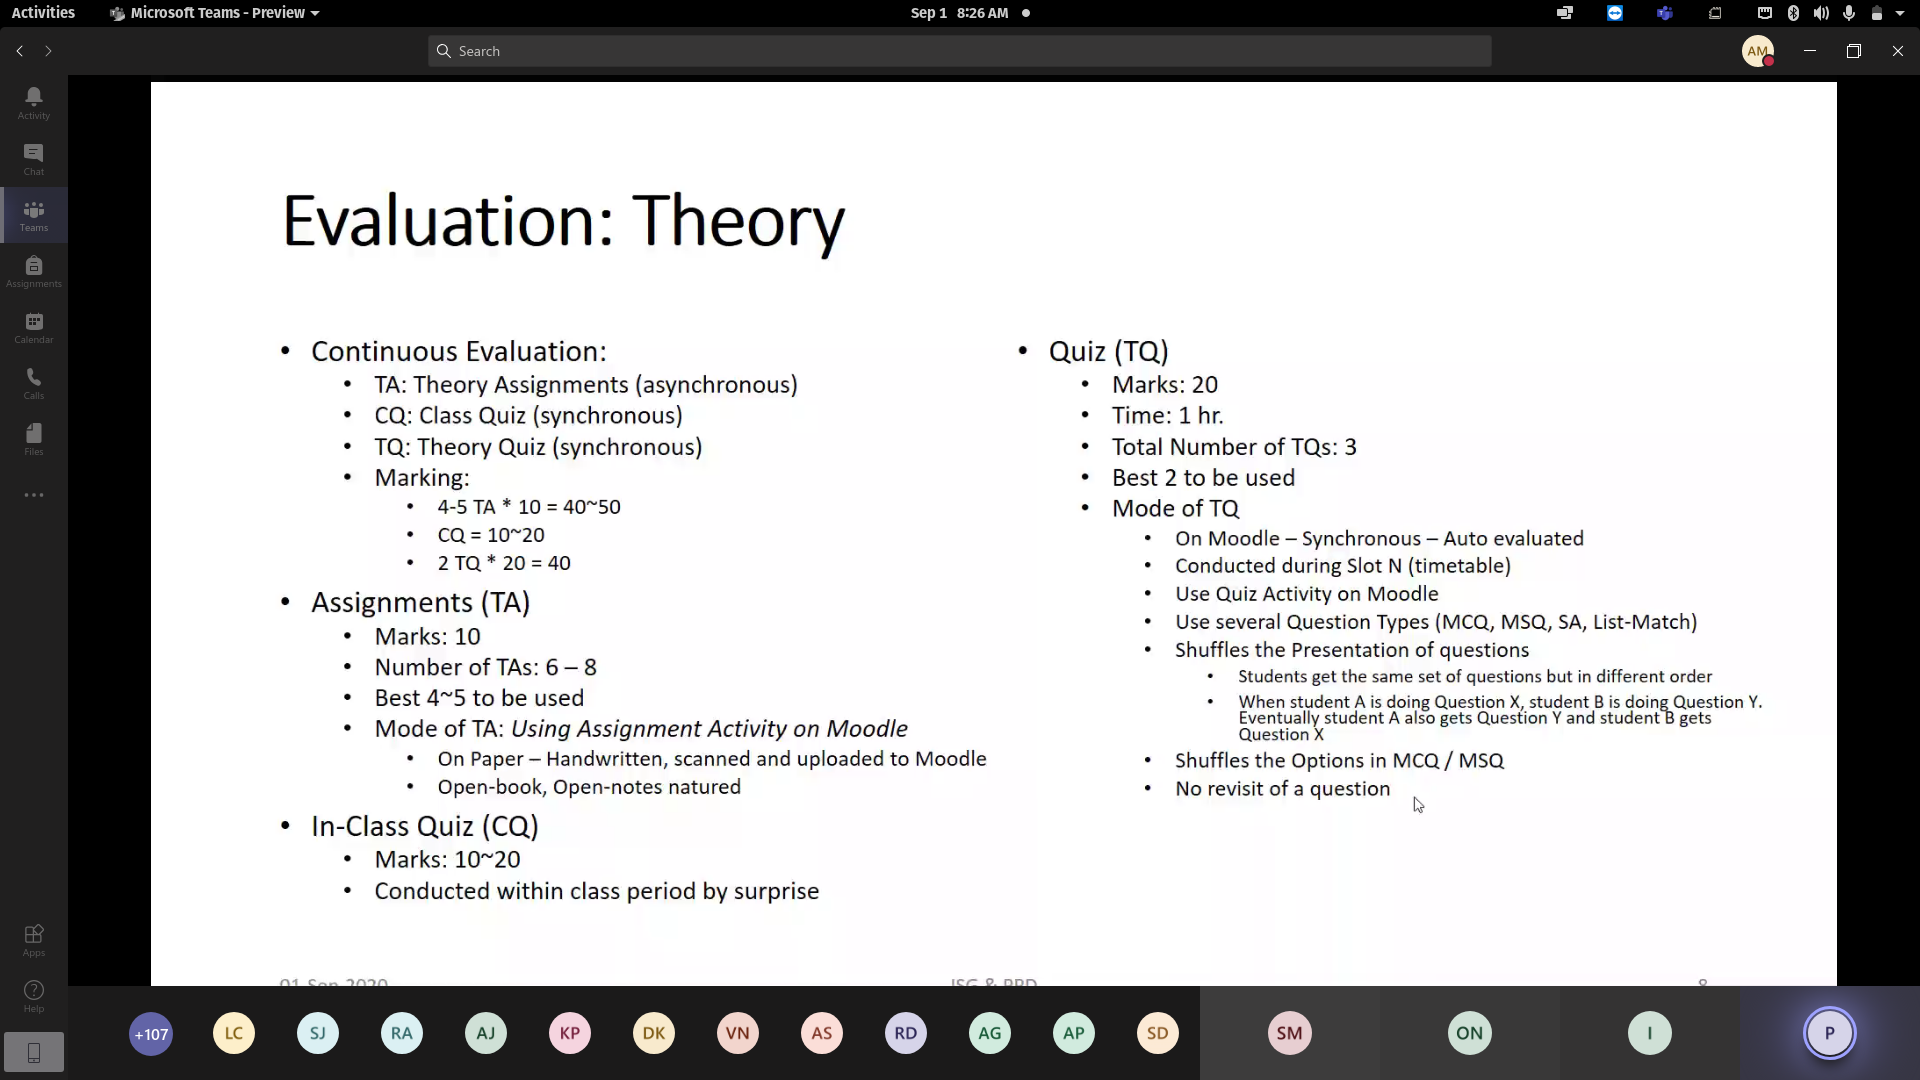 Activities
Microsoft Teams - Preview
Sep 1 8:26 AM
Search
AM
Activity
Chat
Teams
Assignments
Calendar
Calls
Files
Apps
Help
Evaluation: Theory
• Continuous Evaluation:
• TA: Theory Assignments (asynchronous)
• CQ: Class Quiz (synchronous)
• TQ: Theory Quiz (synchronous)
• Marking:
• 4-5 TA * 10 = 40~50
• CQ = 10~20
• 2 TQ * 20 = 40
• Assignments (TA)
• Marks: 10
• Number of TAs: 6 – 8
• Best 4~5 to be used
• Mode of TA: Using Assignment Activity on Moodle
• On Paper – Handwritten, scanned and uploaded to Moodle
• Open-book, Open-notes natured
• In-Class Quiz (CQ)
• Marks: 10~20
• Conducted within class period by surprise
• Quiz (TQ)
• Marks: 20
• Time: 1 hr.
• Total Number of TQs: 3
• Best 2 to be used
• Mode of TQ
• On Moodle – Synchronous – Auto evaluated
• Conducted during Slot N (timetable)
• Use Quiz Activity on Moodle
• Use several Question Types (MCQ, MSQ, SA, List-Match)
• Shuffles the Presentation of questions
• Students get the same set of questions but in different order
• When student A is doing Question X, student B is doing Question Y.
Eventually student A also gets Question Y and student B gets
Question X
• Shuffles the Options in MCQ / MSQ
• No revisit of a question
01 Sep 2020
8
+107
LC
SJ
RA
AJ
KP
DK
VN
AS
RD
AG
AP
SD
SM
ON
I
P